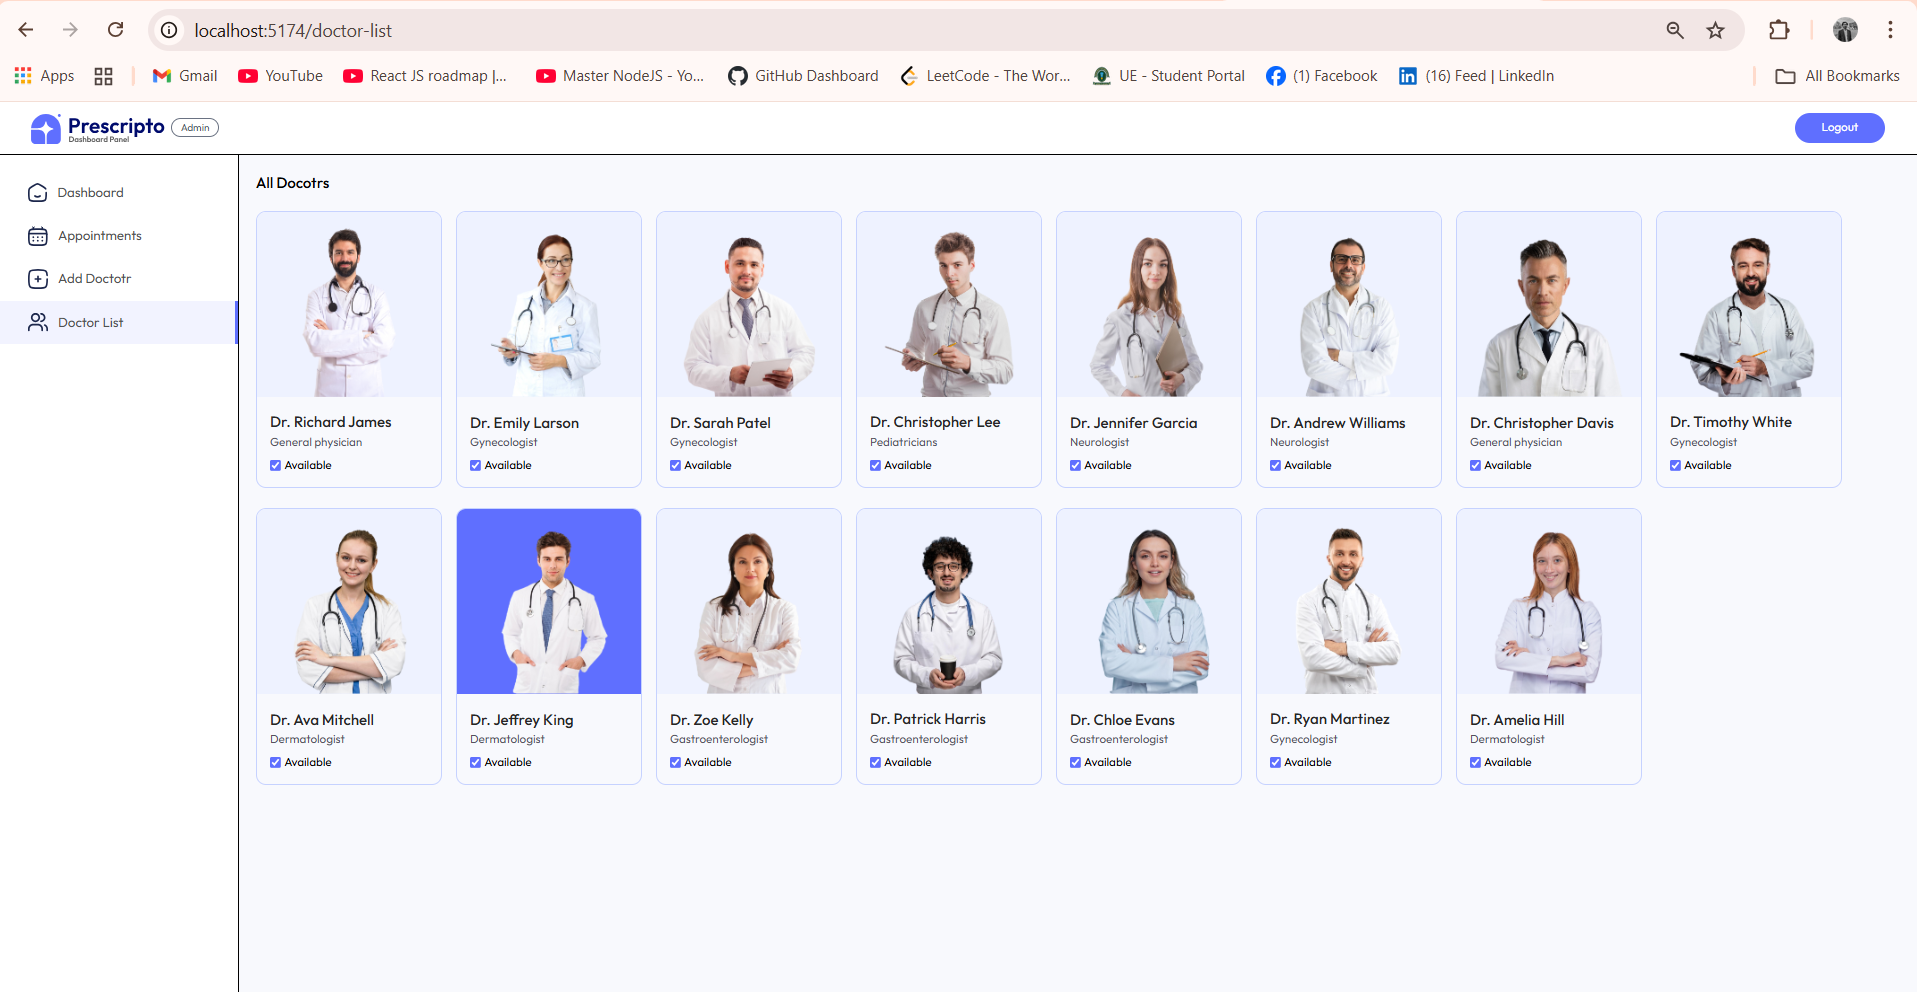 localhost:5174/doctor-list
Apps
Gmail
YouTube
React JS roadmap |...
Master NodeJS - Yo...
GitHub Dashboard
LeetCode - The Wor...
UE - Student Portal
(1) Facebook
(16) Feed | LinkedIn
All Bookmarks
Prescripto
Dashboard Panel
Admin
Logout
Dashboard
Appointments
Add Doctotr
Doctor List
All Docotrs
Dr. Richard James
General physician
Available
Dr. Emily Larson
Gynecologist
Available
Dr. Sarah Patel
Gynecologist
Available
Dr. Christopher Lee
Pediatricians
Available
Dr. Jennifer Garcia
Neurologist
Available
Dr. Andrew Williams
Neurologist
Available
Dr. Christopher Davis
General physician
Available
Dr. Timothy White
Gynecologist
Available
Dr. Ava Mitchell
Dermatologist
Available
Dr. Jeffrey King
Dermatologist
Available
Dr. Zoe Kelly
Gastroenterologist
Available
Dr. Patrick Harris
Gastroenterologist
Available
Dr. Chloe Evans
Gastroenterologist
Available
Dr. Ryan Martinez
Gynecologist
Available
Dr. Amelia Hill
Dermatologist
Available